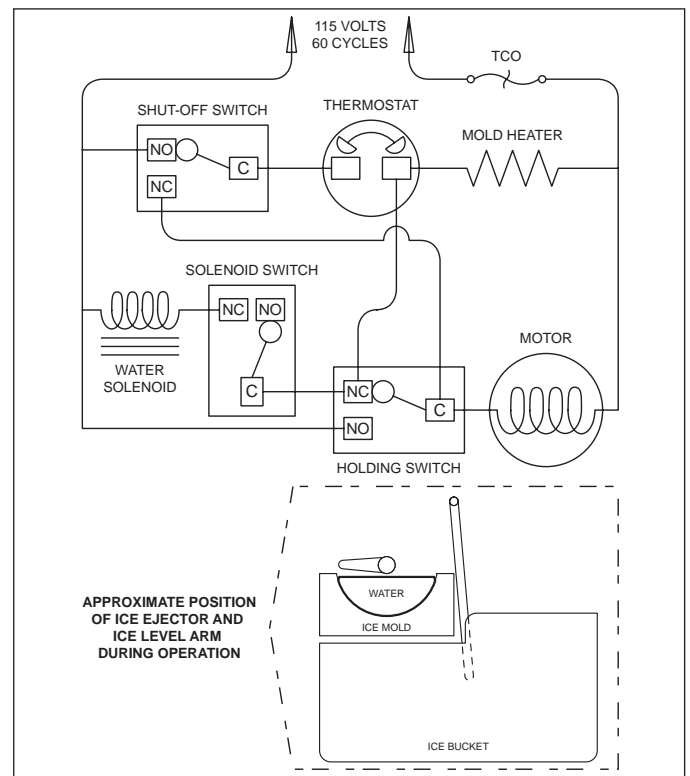 115 VOLTS
60 CYCLES
TCO
SHUT-OFF SWITCH
THERMOSTAT
MOLD HEATER
NO
C
NC
SOLENOID SWITCH
NC NO
MOTOR
WATER
SOLENOID
C
NC
C
NO
HOLDING SWITCH
APPROXIMATE POSITION
OF ICE EJECTOR AND
ICE LEVEL ARM
DURING OPERATION
WATER
ICE MOLD
ICE BUCKET